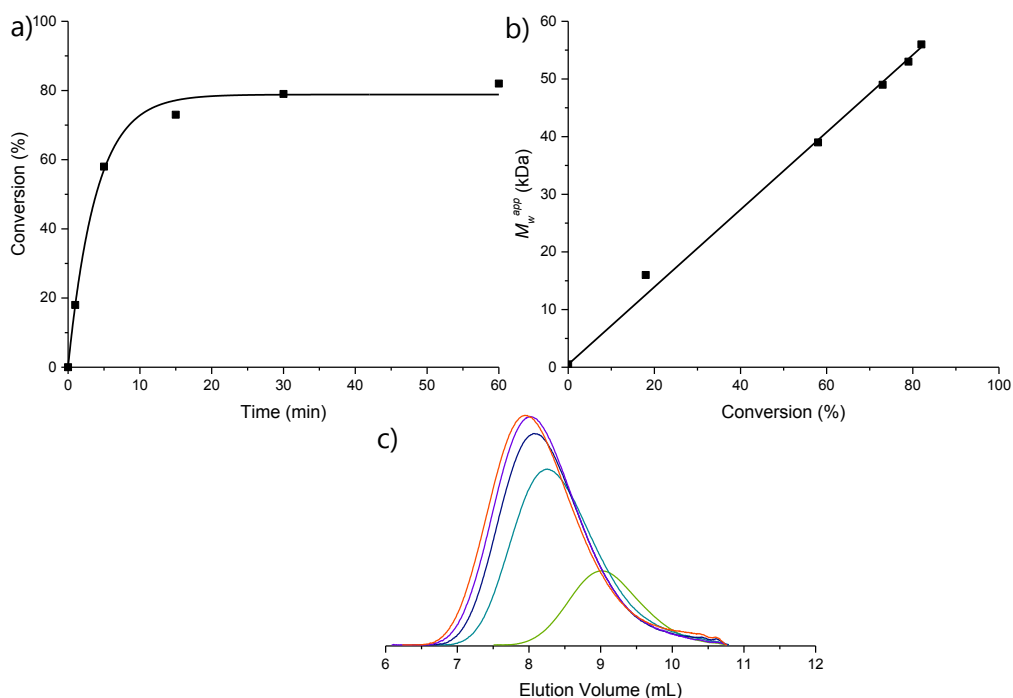 a)
100
80
60
40
20
0
Conversion (%)
0 10 20 30 40 50 60
Time (min)
b)
60
50
40
30
20
10
0
M_w^app (kDa)
0 20 40 60 80 100
Conversion (%)
c)
6 7 8 9 10 11 12
Elution Volume (mL)